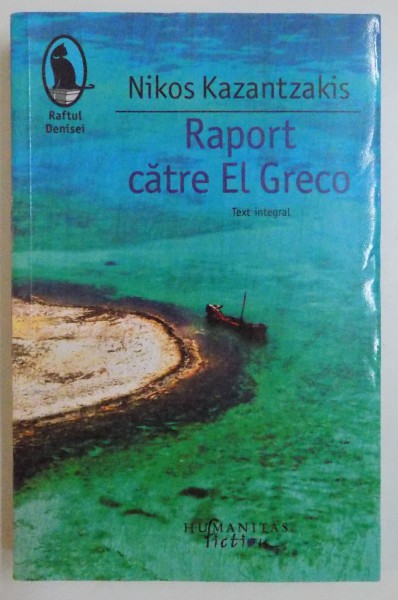 Raftul
Denisei
Nikos Kazantzakis
Raport
către El Greco
Text integral
HUMANITAS
fiction